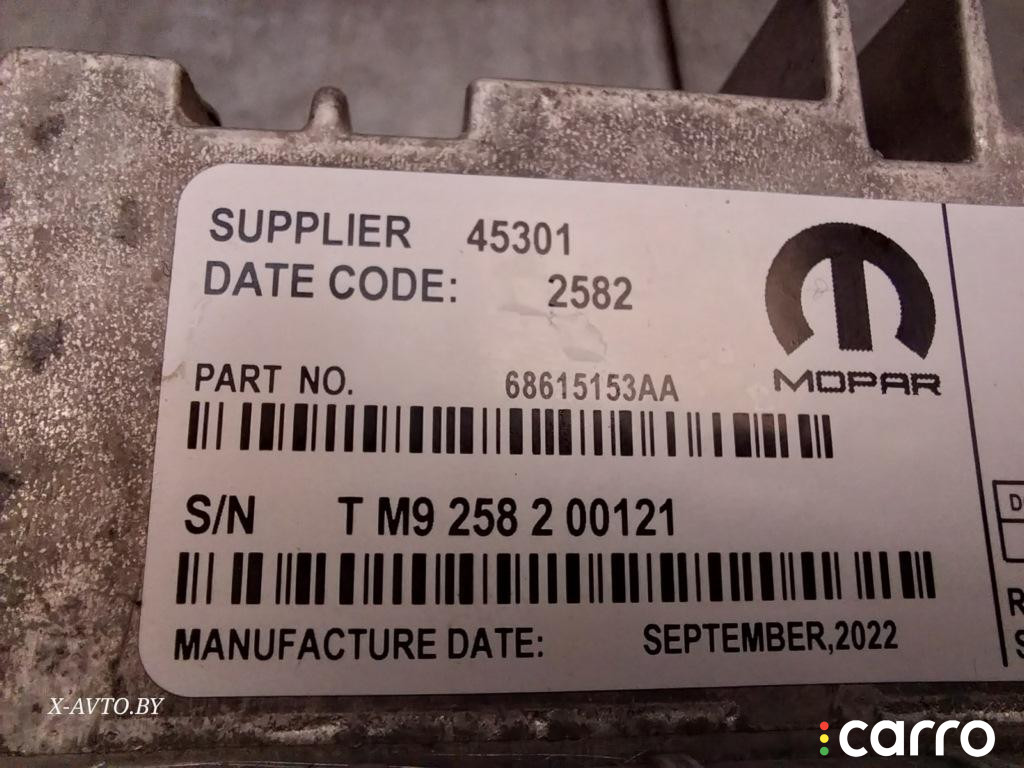 SUPPLIER 45301
DATE CODE: 2582
MOPAR
PART NO. 68615153AA
S/N T M9 258 2 00121
D
R
S
MANUFACTURE DATE: SEPTEMBER,2022
X-AVTO.BY
carro